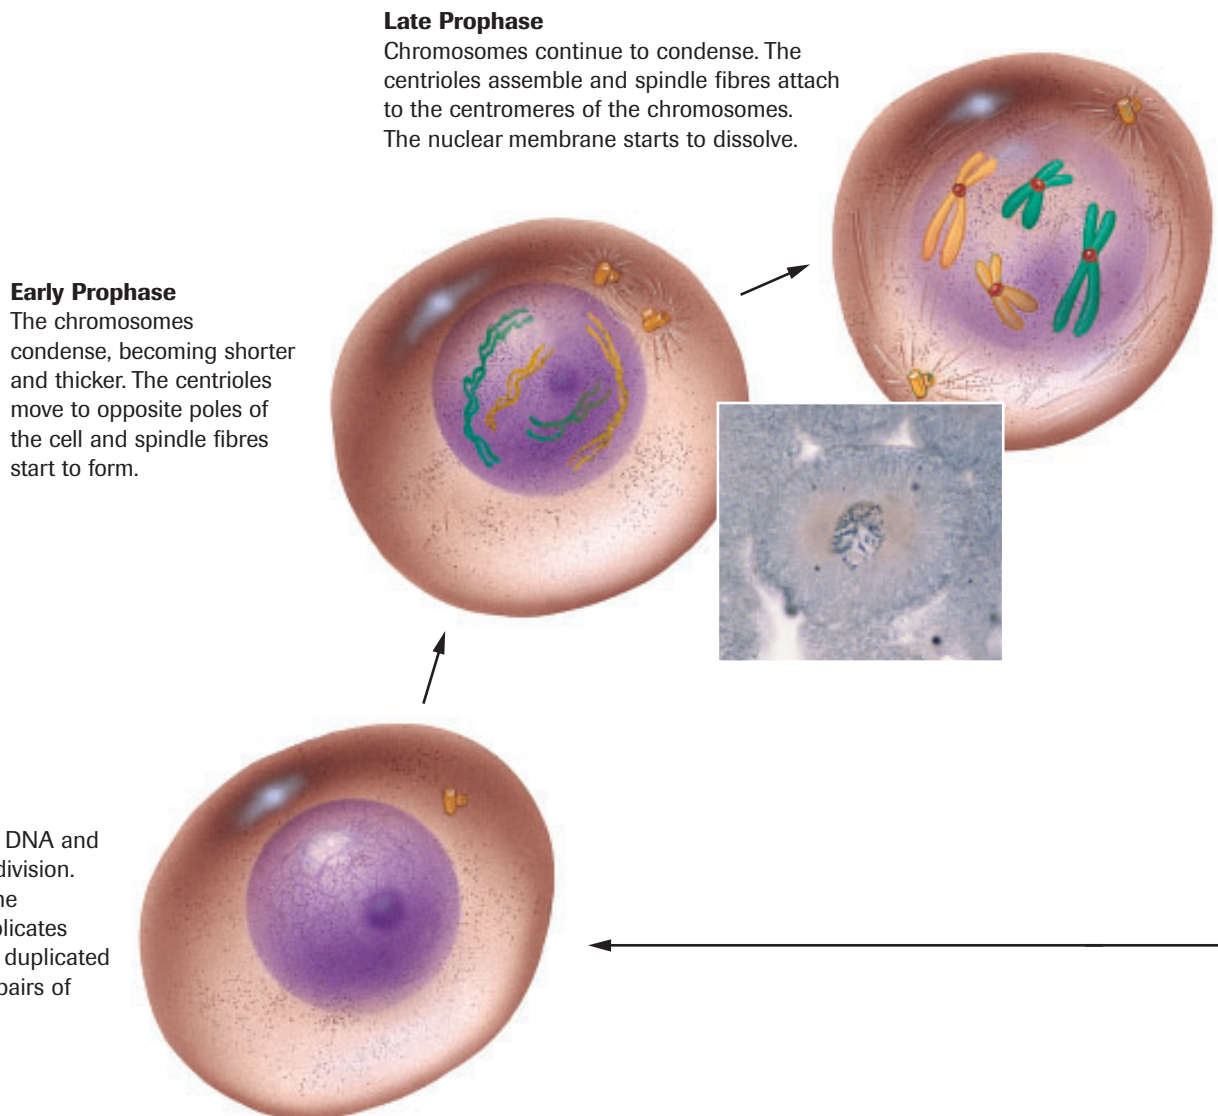 Late Prophase
Chromosomes continue to condense. The
centrioles assemble and spindle fibres attach
to the centromeres of the chromosomes.
The nuclear membrane starts to dissolve.
Early Prophase
The chromosomes
condense, becoming shorter
and thicker. The centrioles
move to opposite poles of
the cell and spindle fibres
start to form.
DNA and
division.
duplicated
pairs of